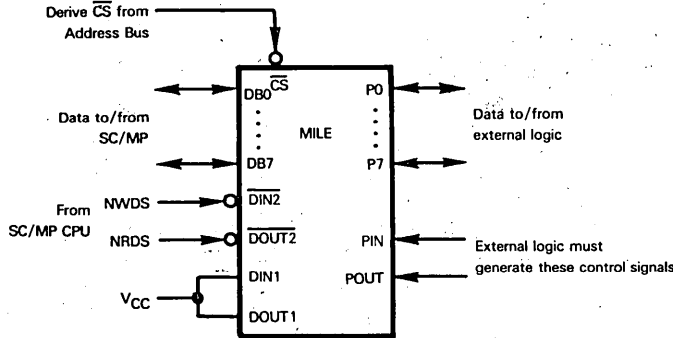 Derive CS from
Address Bus
CS
DB0
P0
Data to/from
SC/MP
MILE
Data to/from
external logic
DB7
P7
From
SC/MP CPU
NWDS
DIN2
NRDS
DOUT2
PIN
External logic must
generate these control signals
DIN1
POUT
VCC
DOUT1